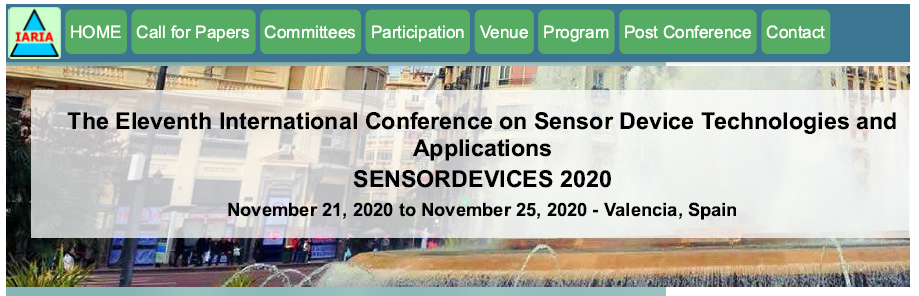 IARIA
HOME
Call for Papers
Committees
Participation
Venue
Program
Post Conference
Contact
The Eleventh International Conference on Sensor Device Technologies and
Applications
SENSORDEVICES 2020
November 21, 2020 to November 25, 2020 - Valencia, Spain